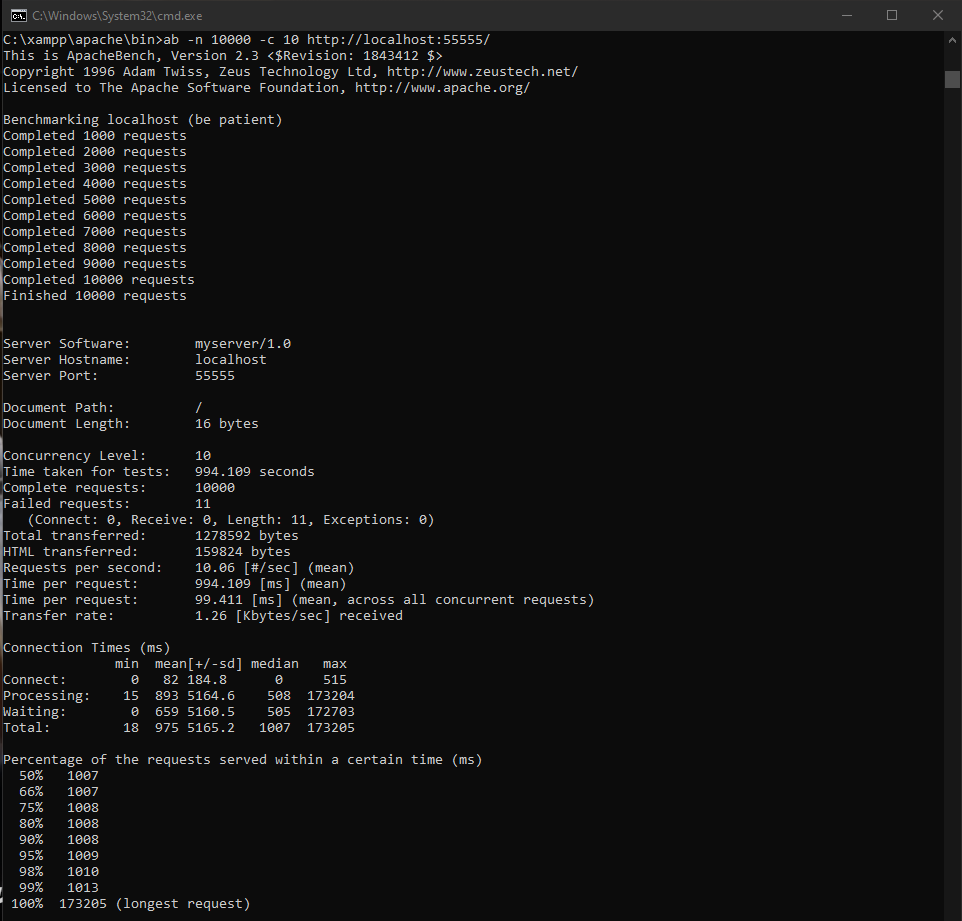 C:\Windows\System32\cmd.exe
C:\xampp\apache\bin>ab -n 10000 -c 10 http://localhost:55555/
This is ApacheBench, Version 2.3 <$Revision: 1843412 $>
Copyright 1996 Adam Twiss, Zeus Technology Ltd, http://www.zeustech.net/
Licensed to The Apache Software Foundation, http://www.apache.org/
Benchmarking localhost (be patient)
Completed 1000 requests
Completed 2000 requests
Completed 3000 requests
Completed 4000 requests
Completed 5000 requests
Completed 6000 requests
Completed 7000 requests
Completed 8000 requests
Completed 9000 requests
Completed 10000 requests
Finished 10000 requests
Server Software:        myserver/1.0
Server Hostname:        localhost
Server Port:            55555
Document Path:          /
Document Length:        16 bytes
Concurrency Level:      10
Time taken for tests:   994.109 seconds
Complete requests:      10000
Failed requests:        11
   (Connect: 0, Receive: 0, Length: 11, Exceptions: 0)
Total transferred:      1278592 bytes
HTML transferred:       159824 bytes
Requests per second:    10.06 [#/sec] (mean)
Time per request:       994.109 [ms] (mean)
Time per request:       99.411 [ms] (mean, across all concurrent requests)
Transfer rate:          1.26 [Kbytes/sec] received
Connection Times (ms)
              min  mean[+/-sd] median   max
Connect:        0   82 184.8      0     515
Processing:    15  893 5164.6    508  173204
Waiting:        0  659 5160.5    505  172703
Total:         18  975 5165.2   1007  173205
Percentage of the requests served within a certain time (ms)
  50%   1007
  66%   1007
  75%   1008
  80%   1008
  90%   1008
  95%   1009
  98%   1010
  99%   1013
 100%  173205 (longest request)